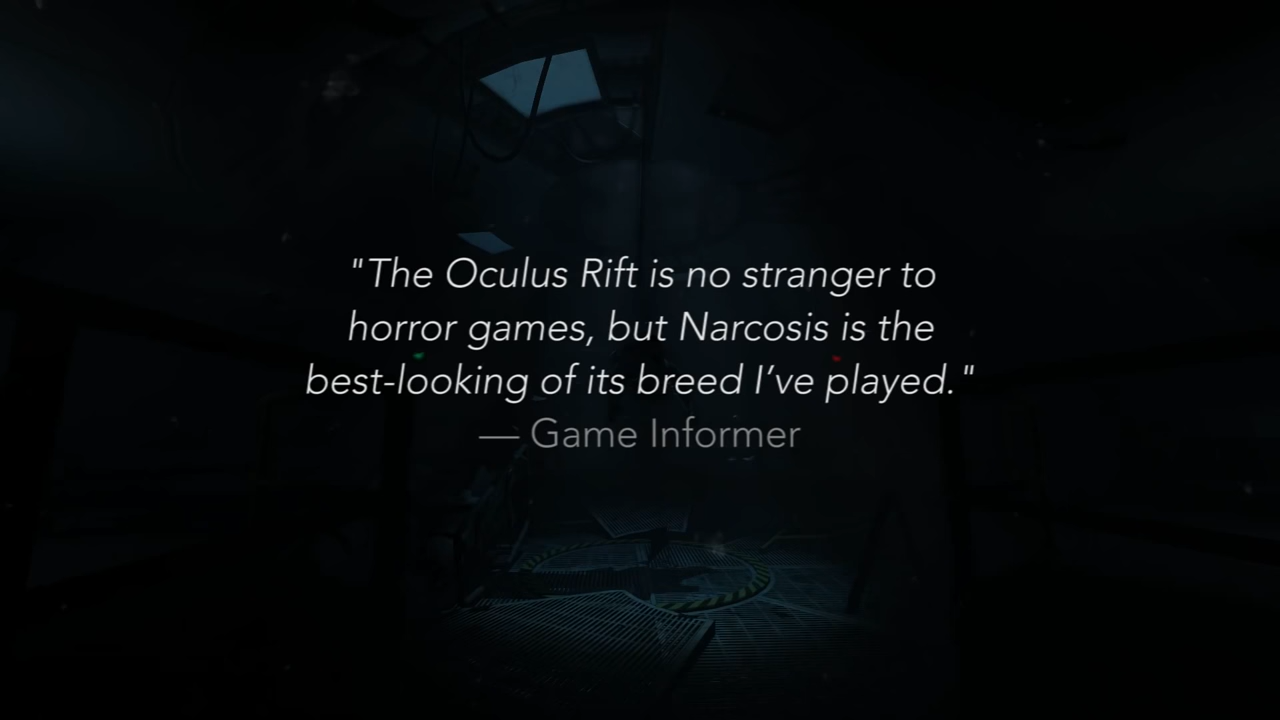 "The Oculus Rift is no stranger to
horror games, but Narcosis is the
best-looking of its breed I’ve played."
— Game Informer